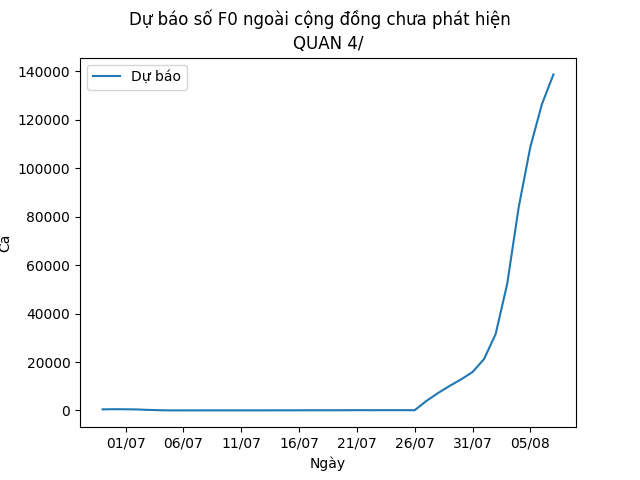 Dự báo số F0 ngoài cộng đồng chưa phát hiện
QUAN 4/
Dự báo
140000
120000
100000
80000
60000
40000
20000
0
Ca
01/07 06/07 11/07 16/07 21/07 26/07 31/07 05/08
Ngày